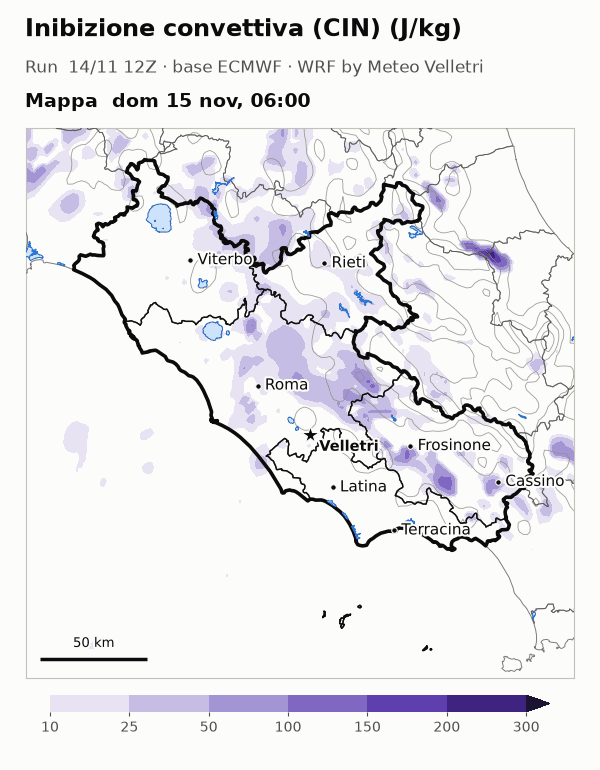 Inibizione convettiva (CIN) (J/kg)
Run  14/11 12Z · base ECMWF · WRF by Meteo Velletri
Mappa  dom 15 nov, 06:00
Viterbo
Rieti
Roma
Velletri
Frosinone
Latina
Cassino
Terracina
50 km
10 25 50 100 150 200 300